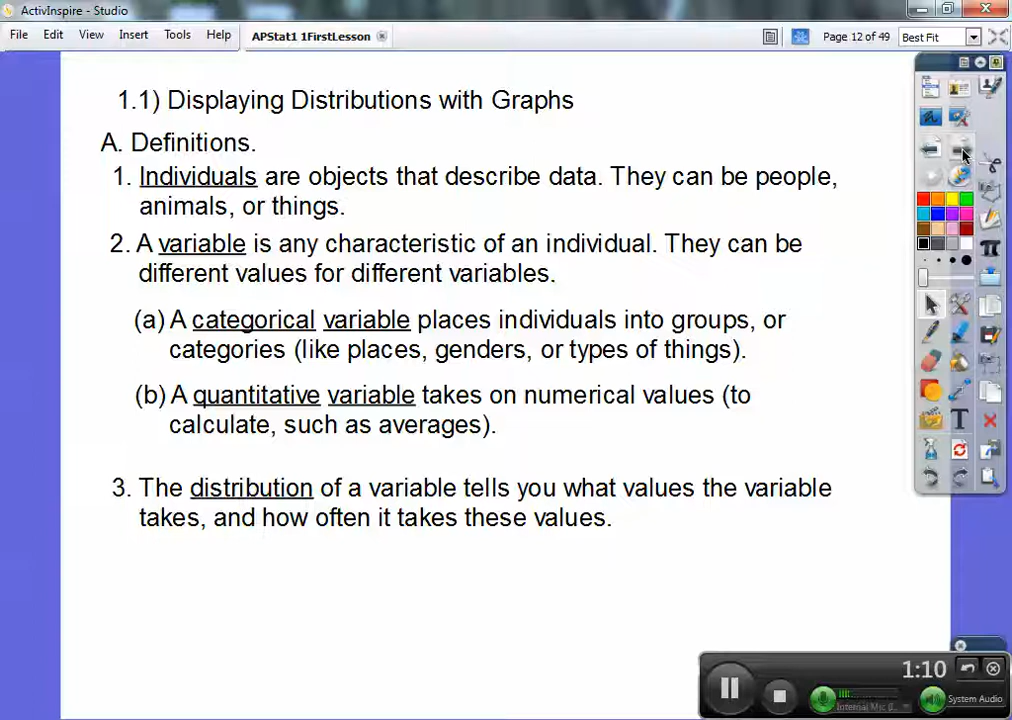 ActivInspire - Studio
File Edit View Insert Tools Help APStat1 1FirstLesson Page 12 of 49 Best Fit
1.1) Displaying Distributions with Graphs
A. Definitions.
1. Individuals are objects that describe data. They can be people,
animals, or things.
2. A variable is any characteristic of an individual. They can be
different values for different variables.
(a) A categorical variable places individuals into groups, or
categories (like places, genders, or types of things).
(b) A quantitative variable takes on numerical values (to
calculate, such as averages).
3. The distribution of a variable tells you what values the variable
takes, and how often it takes these values.
1:10
Internal Mic
System Audio